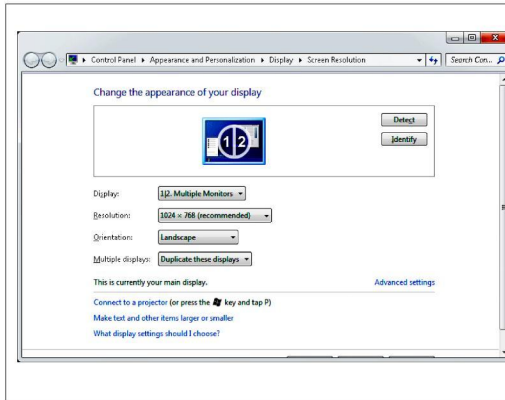 Control Panel ▸ Appearance and Personalization ▸ Display ▸ Screen Resolution
Search Con...
Change the appearance of your display
1|2
Detect
Identify
Display: 1|2. Multiple Monitors
Resolution: 1024 × 768 (recommended)
Orientation: Landscape
Multiple displays: Duplicate these displays
This is currently your main display. Advanced settings
Connect to a projector (or press the key and tap P)
Make text and other items larger or smaller
What display settings should I choose?